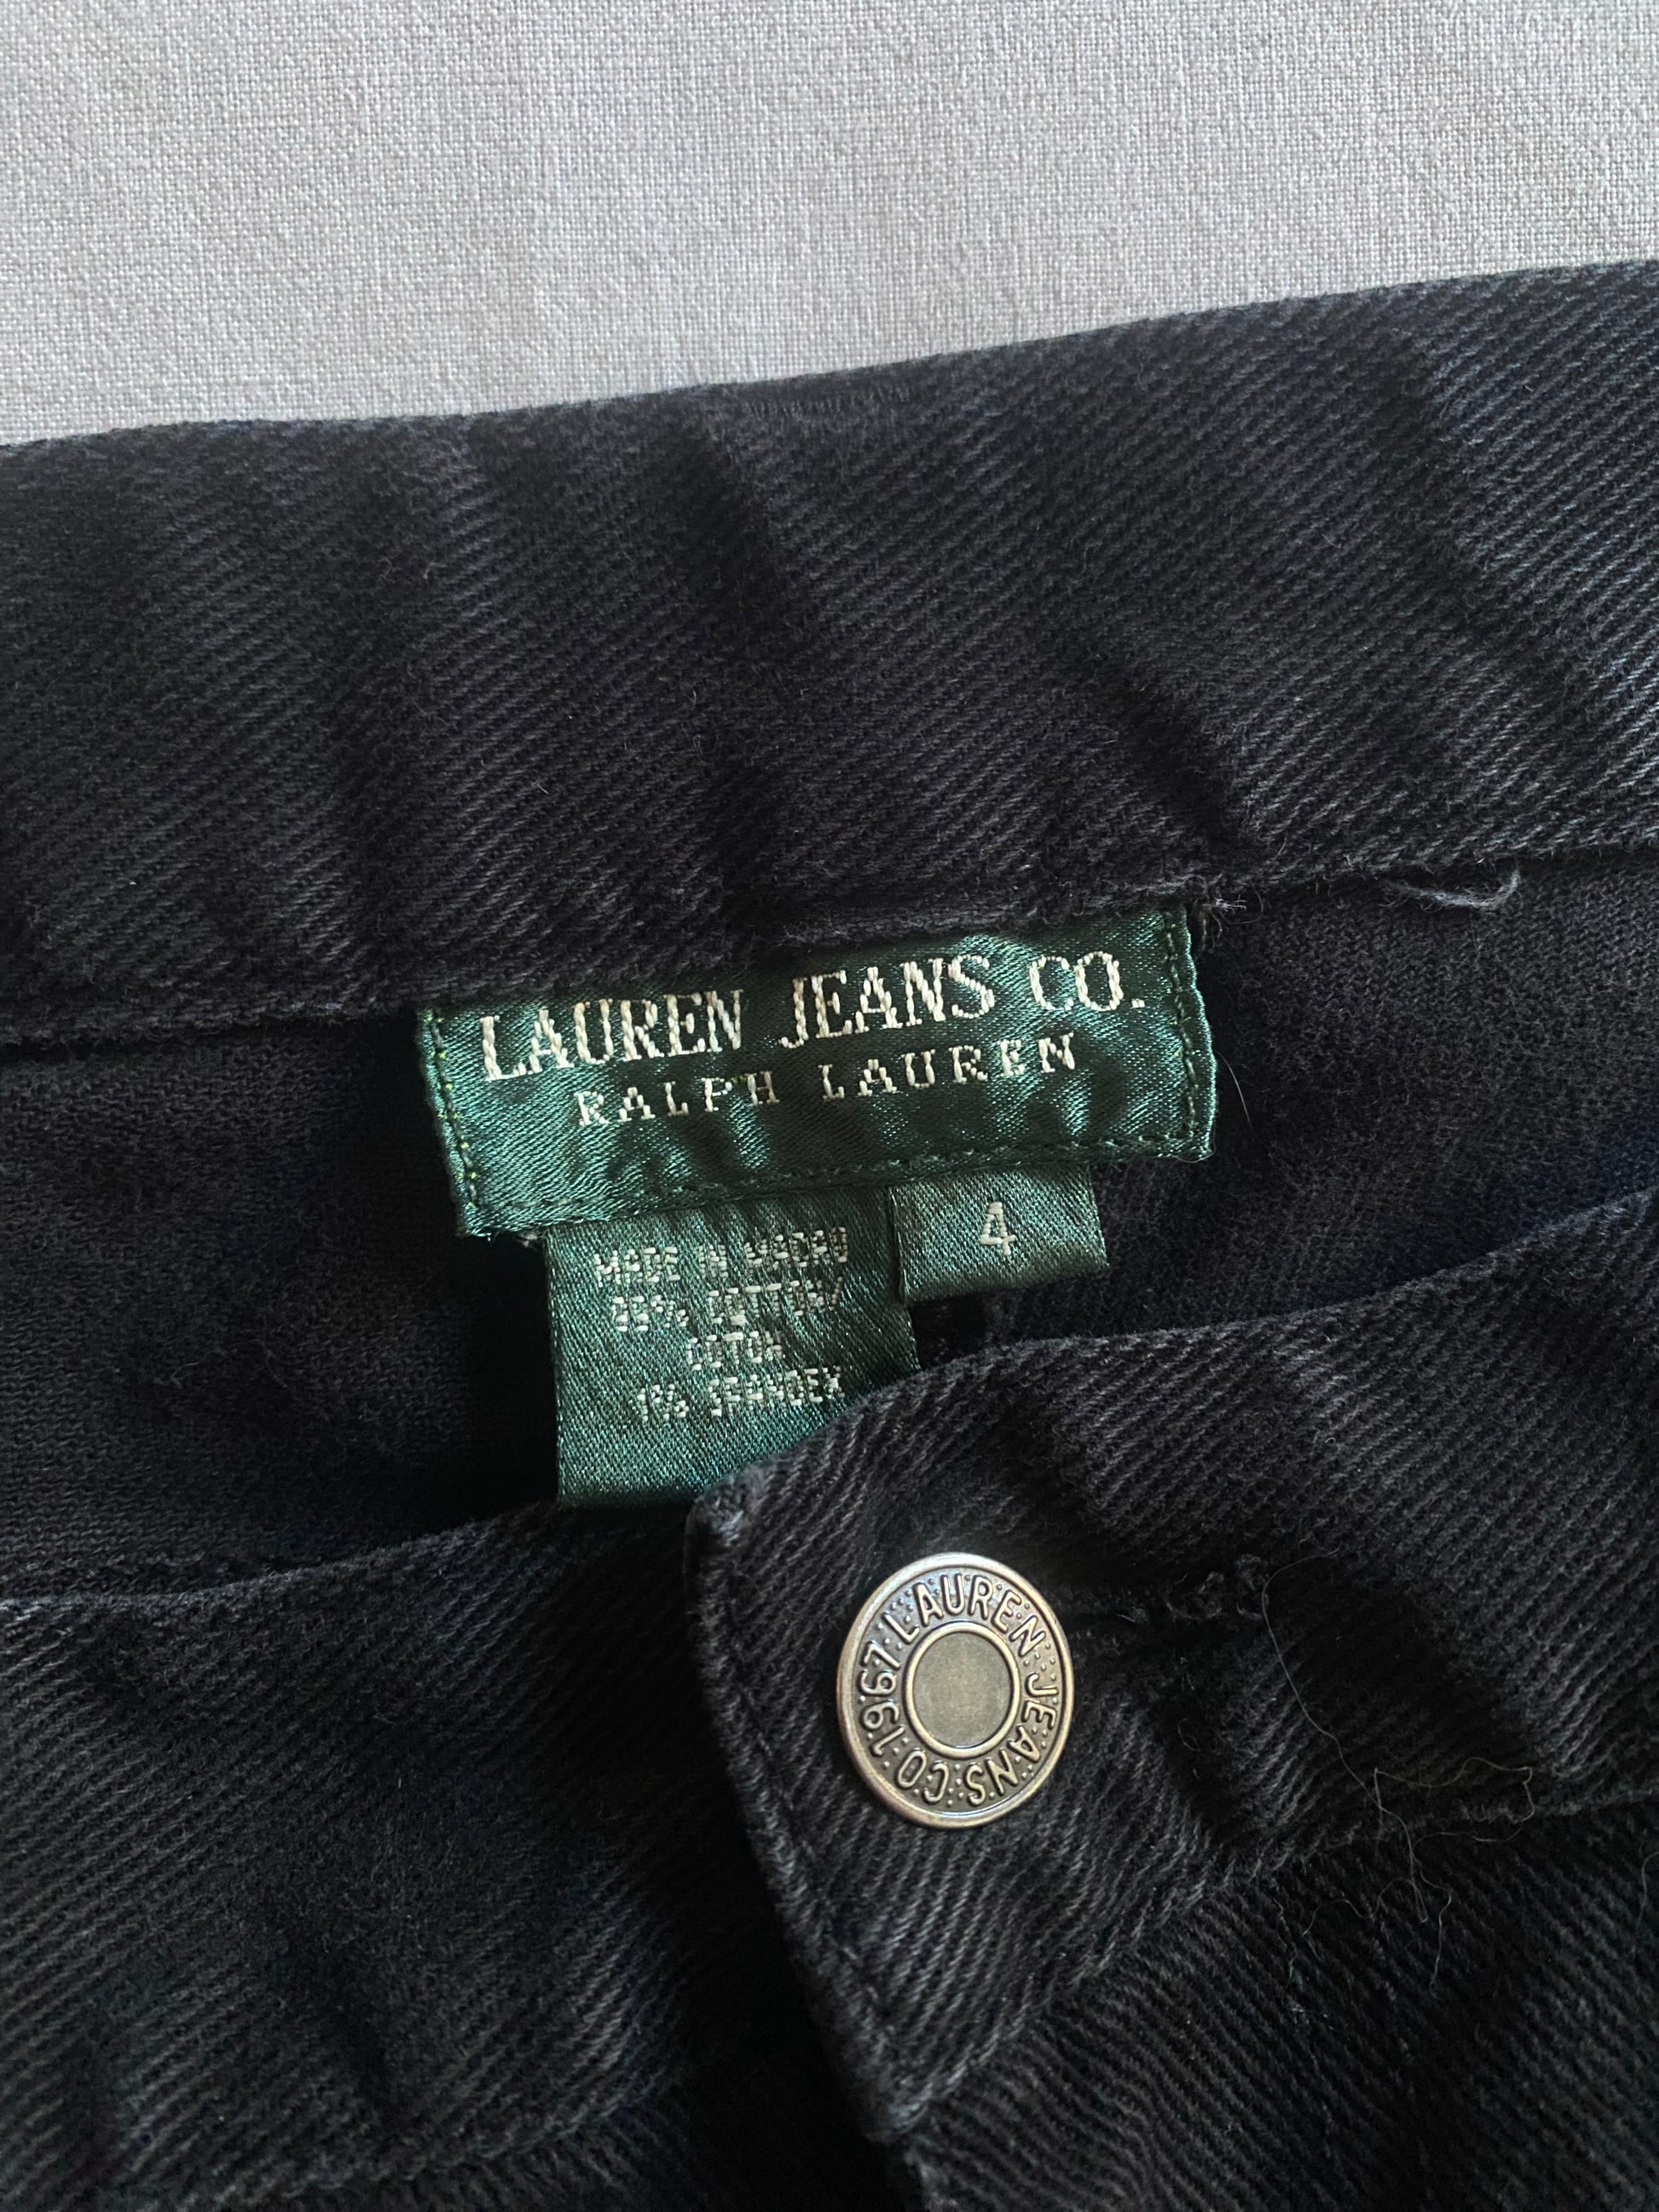 LAUREN JEANS CO.
RALPH LAUREN
4
MADE IN MACAU
99% COTTON/
COTON
1% SPANDEX
LAUREN JEANS CO 1967